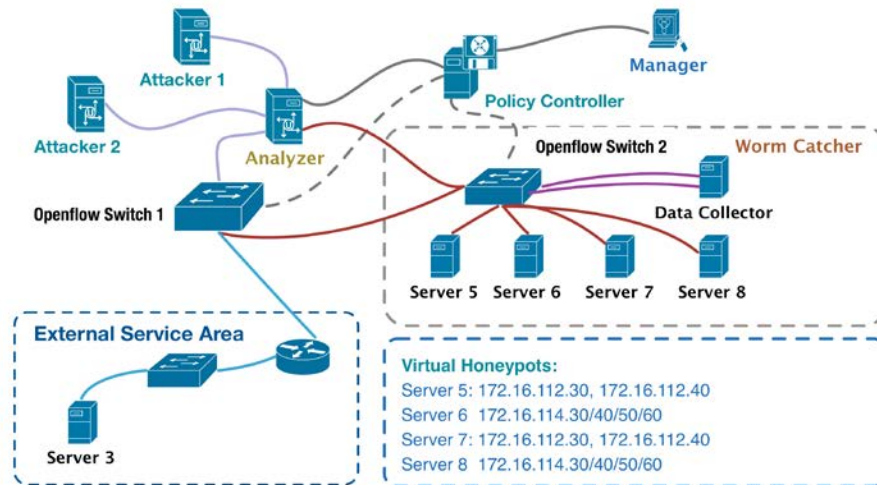 Attacker 1
Manager
Policy Controller
Attacker 2
Analyzer
Openflow Switch 2
Worm Catcher
Openflow Switch 1
Data Collector
Server 5
Server 6
Server 7
Server 8
External Service Area
Server 3
Virtual Honeypots:
Server 5: 172.16.112.30, 172.16.112.40
Server 6 172.16.114.30/40/50/60
Server 7: 172.16.112.30, 172.16.112.40
Server 8 172.16.114.30/40/50/60